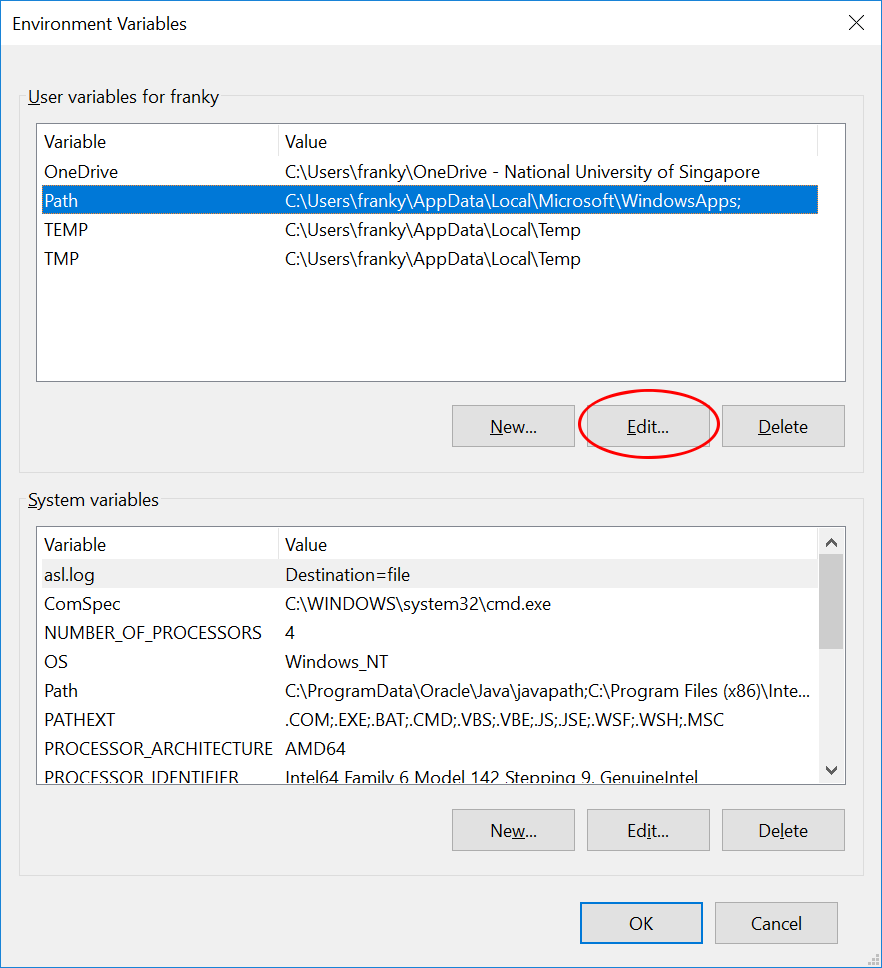 Environment Variables
User variables for franky
Variable Value
OneDrive C:\Users\franky\OneDrive - National University of Singapore
Path C:\Users\franky\AppData\Local\Microsoft\WindowsApps;
TEMP C:\Users\franky\AppData\Local\Temp
TMP C:\Users\franky\AppData\Local\Temp
New... Edit... Delete
System variables
Variable Value
asl.log Destination=file
ComSpec C:\WINDOWS\system32\cmd.exe
NUMBER_OF_PROCESSORS 4
OS Windows_NT
Path C:\ProgramData\Oracle\Java\javapath;C:\Program Files (x86)\Inte...
PATHEXT .COM;.EXE;.BAT;.CMD;.VBS;.VBE;.JS;.JSE;.WSF;.WSH;.MSC
PROCESSOR_ARCHITECTURE AMD64
PROCESSOR_IDENTIFIER Intel64 Family 6 Model 142 Stepping 9, GenuineIntel
New... Edit... Delete
OK Cancel